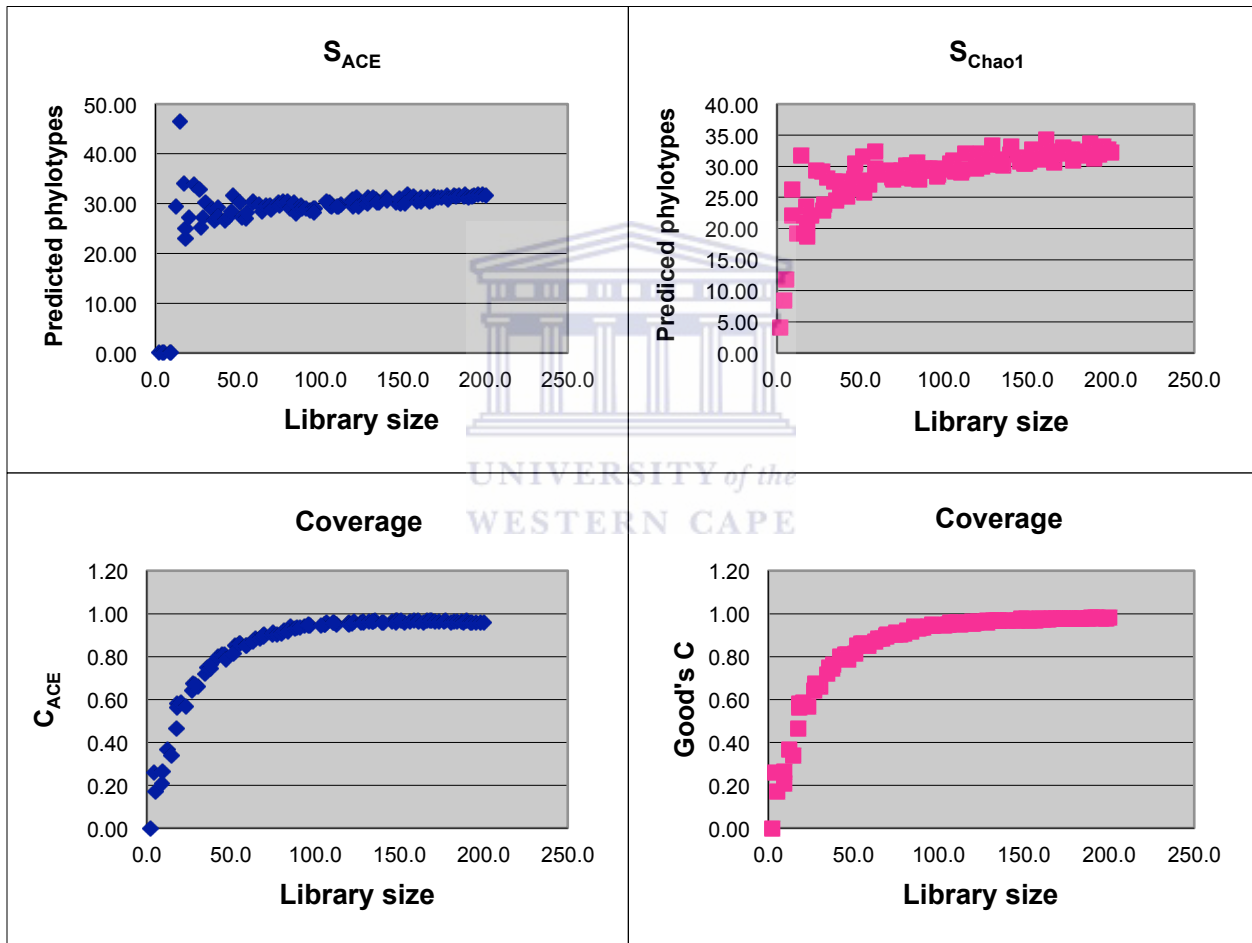 S_ACE
Predicted phylotypes
50.00
40.00
30.00
20.00
10.00
0.00
0.0 50.0 100.0 150.0 200.0 250.0
Library size
S_Chao1
Prediced phylotypes
40.00
35.00
30.00
25.00
20.00
15.00
10.00
5.00
0.00
0.0 50.0 100.0 150.0 200.0 250.0
Library size
UNIVERSITY of the
WESTERN CAPE
Coverage
C_ACE
1.20
1.00
0.80
0.60
0.40
0.20
0.00
0.0 50.0 100.0 150.0 200.0 250.0
Library size
Coverage
Good's C
1.20
1.00
0.80
0.60
0.40
0.20
0.00
0.0 50.0 100.0 150.0 200.0 250.0
Library size